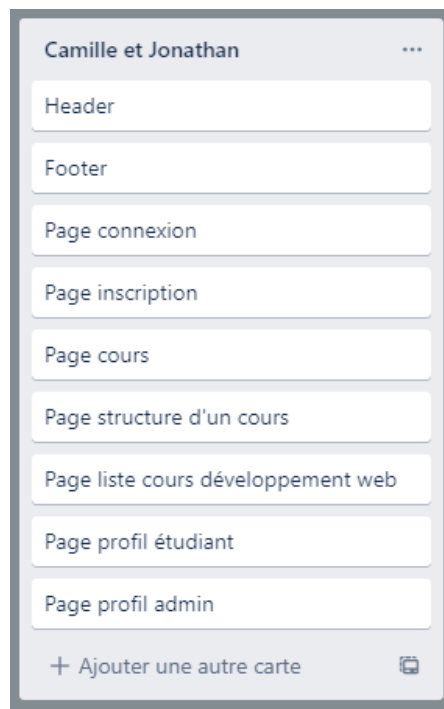 Camille et Jonathan
Header
Footer
Page connexion
Page inscription
Page cours
Page structure d'un cours
Page liste cours développement web
Page profil étudiant
Page profil admin
+ Ajouter une autre carte